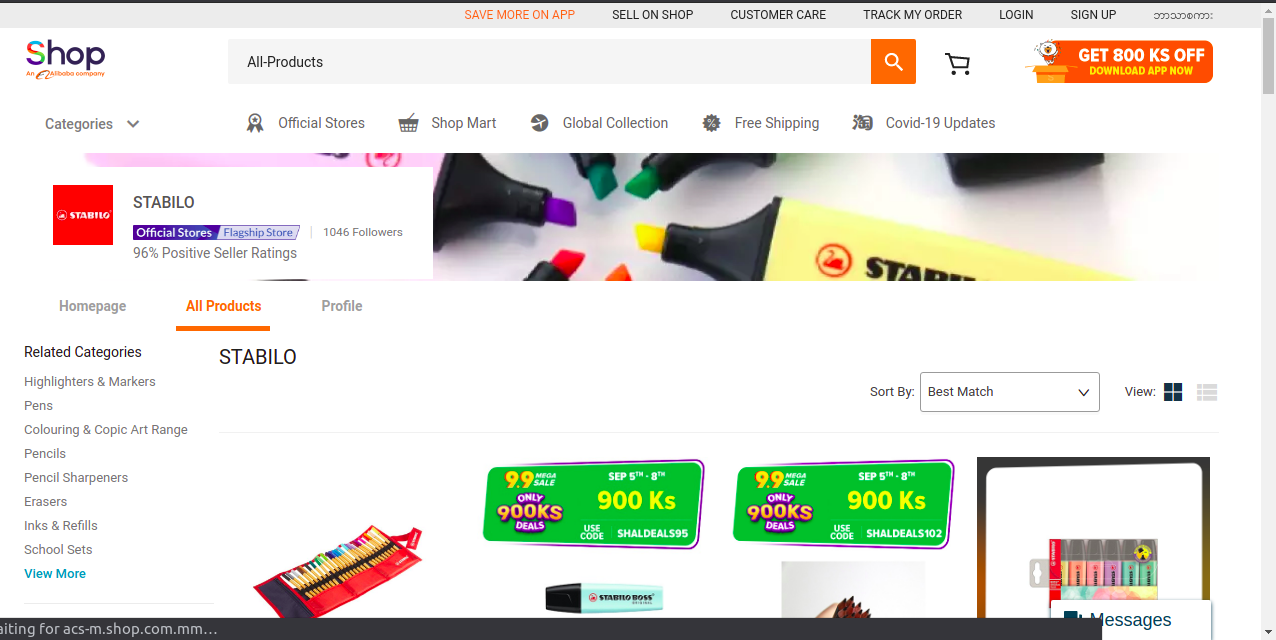 SAVE MORE ON APP SELL ON SHOP CUSTOMER CARE TRACK MY ORDER LOGIN SIGN UP ဘာသာစကား
Shop
An Alibaba company
All-Products
GET 800 KS OFF
DOWNLOAD APP NOW
Categories
Official Stores Shop Mart Global Collection Free Shipping Covid-19 Updates
STABILO
STABILO
Official Stores Flagship Store 1046 Followers
96% Positive Seller Ratings
STABILO
Homepage All Products Profile
Related Categories
Highlighters & Markers
Pens
Colouring & Copic Art Range
Pencils
Pencil Sharpeners
Erasers
Inks & Refills
School Sets
View More
STABILO
Sort By: Best Match View:
9.9 MEGA SALE
ONLY 900KS DEALS
SEP 5TH - 8TH
900 Ks
USE CODE SHALDEALS95
9.9 MEGA SALE
ONLY 900KS DEALS
SEP 5TH - 8TH
900 Ks
USE CODE SHALDEALS102
STABILO BOSS
ORIGINAL
Messages
aiting for acs-m.shop.com.mm…